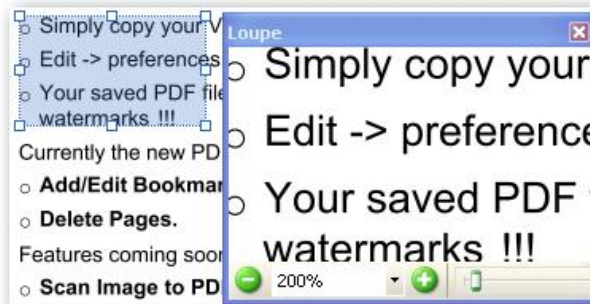 Simply copy your V
Edit -> preferences
Your saved PDF file
watermarks !!!
Currently the new PD
Add/Edit Bookmar
Delete Pages.
Features coming soon
Scan Image to PD
Loupe
Simply copy your
Edit -> preference
Your saved PDF
watermarks !!!
200%